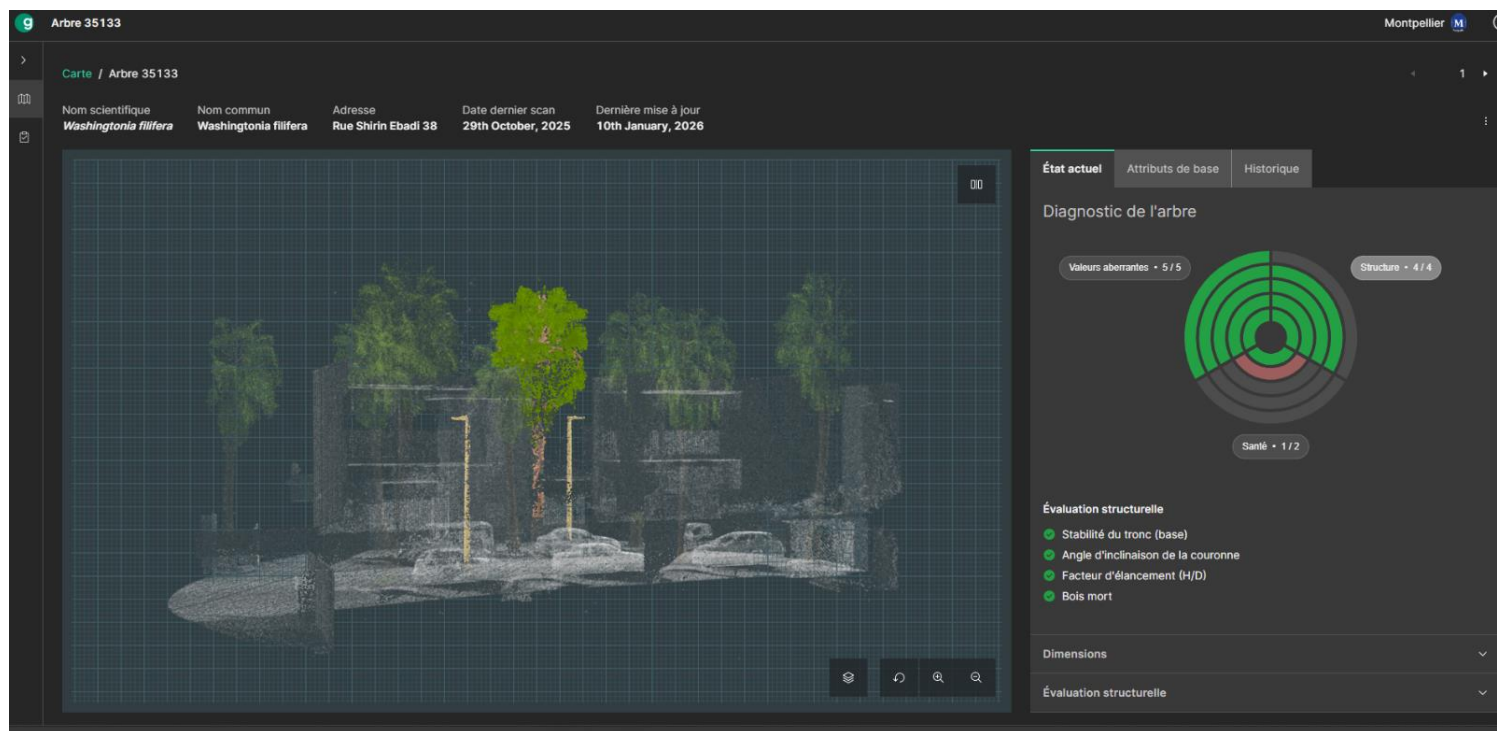 g Arbre 35133
Montpellier M
Carte / Arbre 35133
1
Nom scientifique
Washingtonia filifera
Nom commun
Washingtonia filifera
Adresse
Rue Shirin Ebadi 38
Date dernier scan
29th October, 2025
Dernière mise à jour
10th January, 2026
État actuel
Attributs de base
Historique
Diagnostic de l'arbre
Valeurs aberrantes • 5 / 5
Structure • 4 / 4
Santé • 1 / 2
Évaluation structurelle
Stabilité du tronc (base)
Angle d'inclinaison de la couronne
Facteur d'élancement (H/D)
Bois mort
Dimensions
Évaluation structurelle